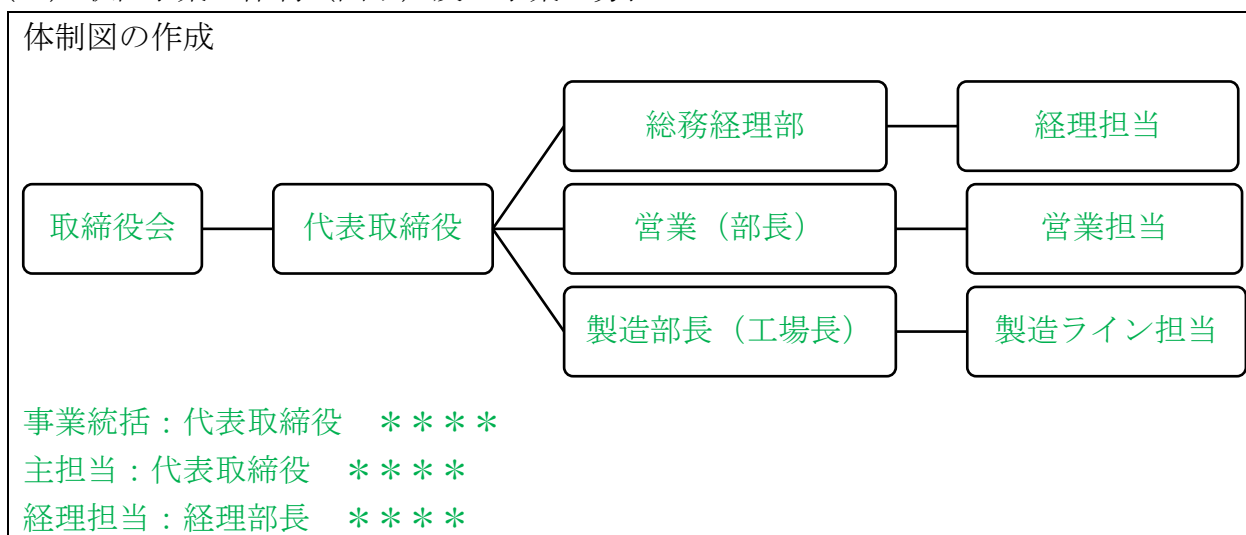 体制図の作成
総務経理部
経理担当
取締役会
代表取締役
営業（部長）
営業担当
製造部長（工場長）
製造ライン担当
事業統括：代表取締役　＊＊＊＊
主担当：代表取締役　＊＊＊＊
経理担当：経理部長　＊＊＊＊